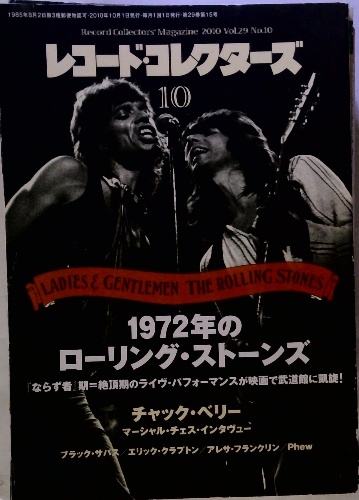 1985年8月28日第3種郵便物認可・2010年10月1日発行・毎月1回1日発行・第29巻第15号
Record Collectors' Magazine 2010 Vol.29 No.10
レコード・コレクターズ
10
LADIES & GENTLEMEN THE ROLLING STONES
1972年の
ローリング・ストーンズ
『ならず者』期=絶頂期のライヴ・パフォーマンスが映画で武道館に凱旋!
チャック・ベリー
マーシャル・チェス・インタヴュー
ブラック・サバス/エリック・クラプトン/アレサ・フランクリン/Phew